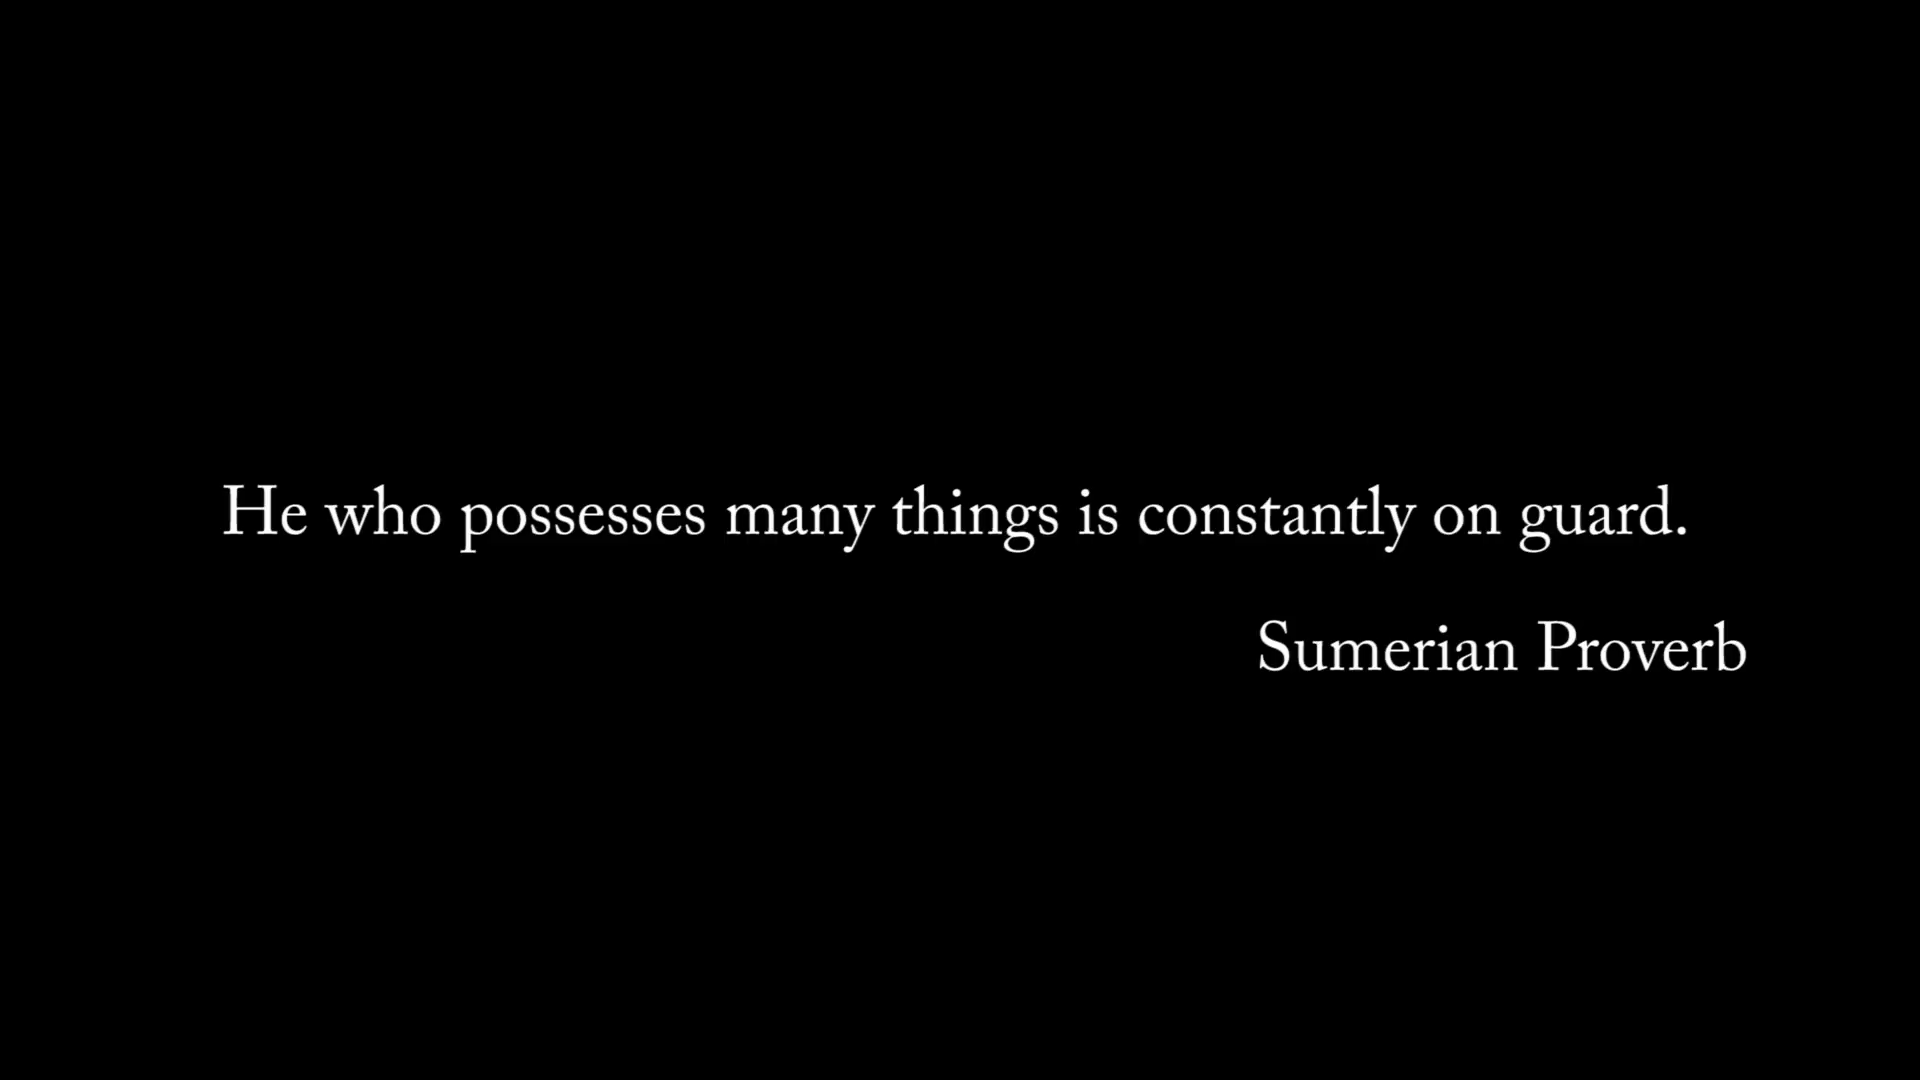 He who possesses many things is constantly on guard.
Sumerian Proverb